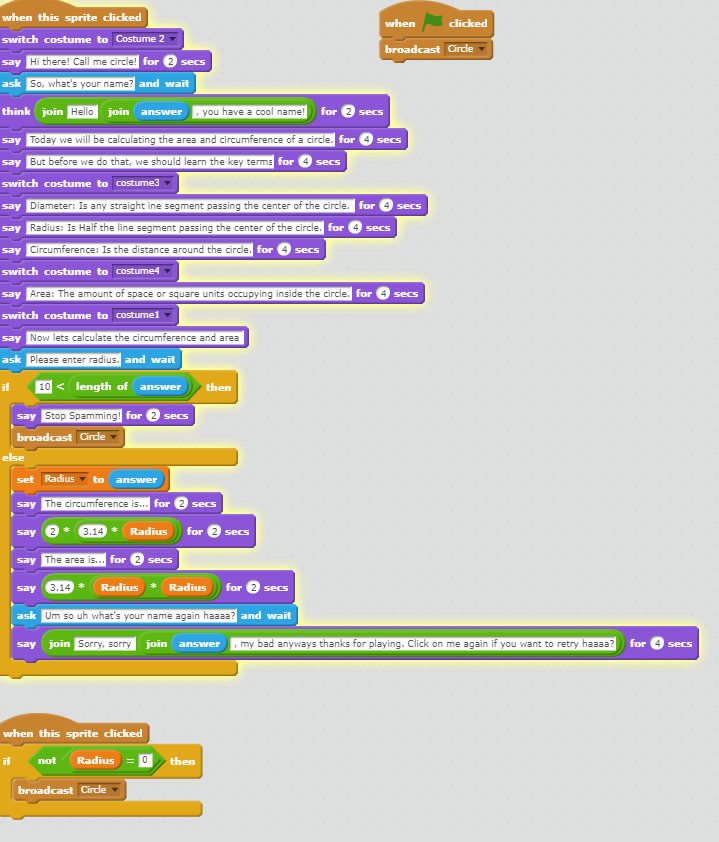 when this sprite clicked
switch costume to Costume 2
say Hi there! Call me circle! for 2 secs
ask So, what's your name? and wait
think join Hello join answer , you have a cool name! for 2 secs
say Today we will be calculating the area and circumference of a circle. for 4 secs
say But before we do that, we should learn the key terms for 4 secs
switch costume to costume3
say Diameter: Is any straight ine segment passing the center of the circle. for 4 secs
say Radius: Is Half the line segment passing the center of the circle. for 4 secs
say Circumference: Is the distance around the circle. for 4 secs
switch costume to costume4
say Area: The amount of space or square units occupying inside the circle. for 4 secs
switch costume to costume1
say Now lets calculate the circumference and area
ask Please enter radius. and wait
if 10 < length of answer then
say Stop Spamming! for 2 secs
broadcast Circle
else
set Radius to answer
say The circumference is... for 2 secs
say 2 * 3.14 * Radius for 2 secs
say The area is... for 2 secs
say 3.14 * Radius * Radius for 2 secs
ask Um so uh what's your name again haaaa? and wait
say join Sorry, sorry join answer , my bad anyways thanks for playing. Click on me again if you want to retry haaaa? for 4 secs
when this sprite clicked
if not Radius = 0 then
broadcast Circle
when clicked
broadcast Circle